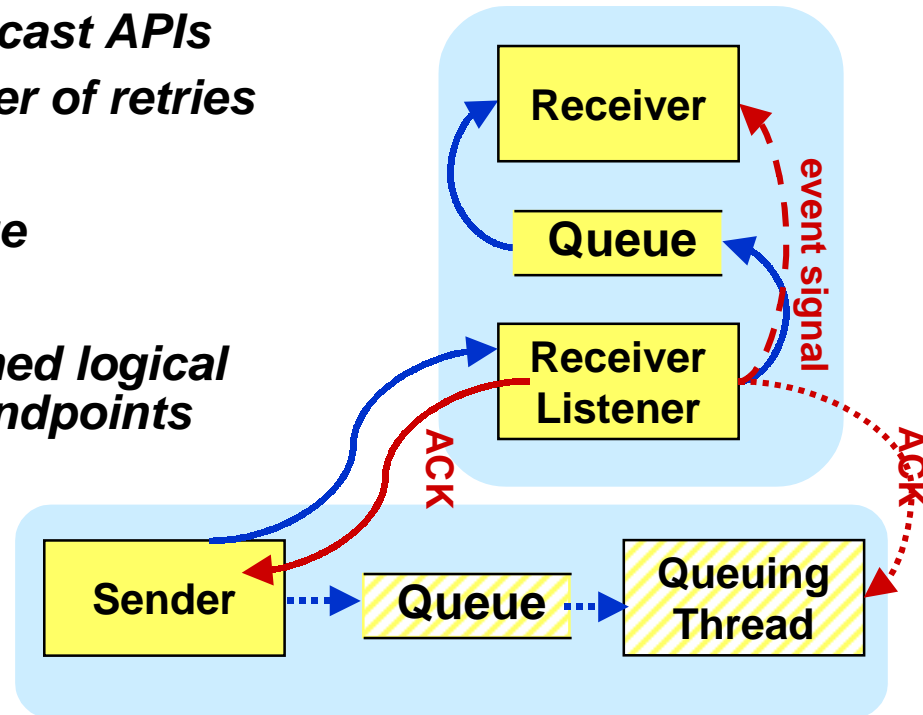 cast APIs
er of retries
e
ned logical
ndpoints
Receiver
Queue
event signal
Receiver
Listener
ACK
ACK
Sender
Queue
Queuing
Thread